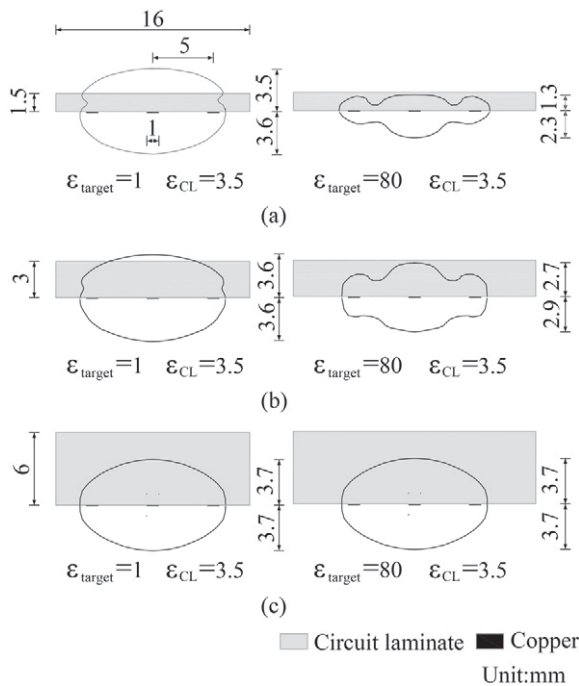 16
5
1.5
3.5
3.6
1
1.3
2.3
ε_target=1 ε_CL=3.5 ε_target=80 ε_CL=3.5
(a)
3
3.6
3.6
2.7
2.9
ε_target=1 ε_CL=3.5 ε_target=80 ε_CL=3.5
(b)
6
3.7
3.7
3.7
3.7
ε_target=1 ε_CL=3.5 ε_target=80 ε_CL=3.5
(c)
Circuit laminate Copper
Unit:mm